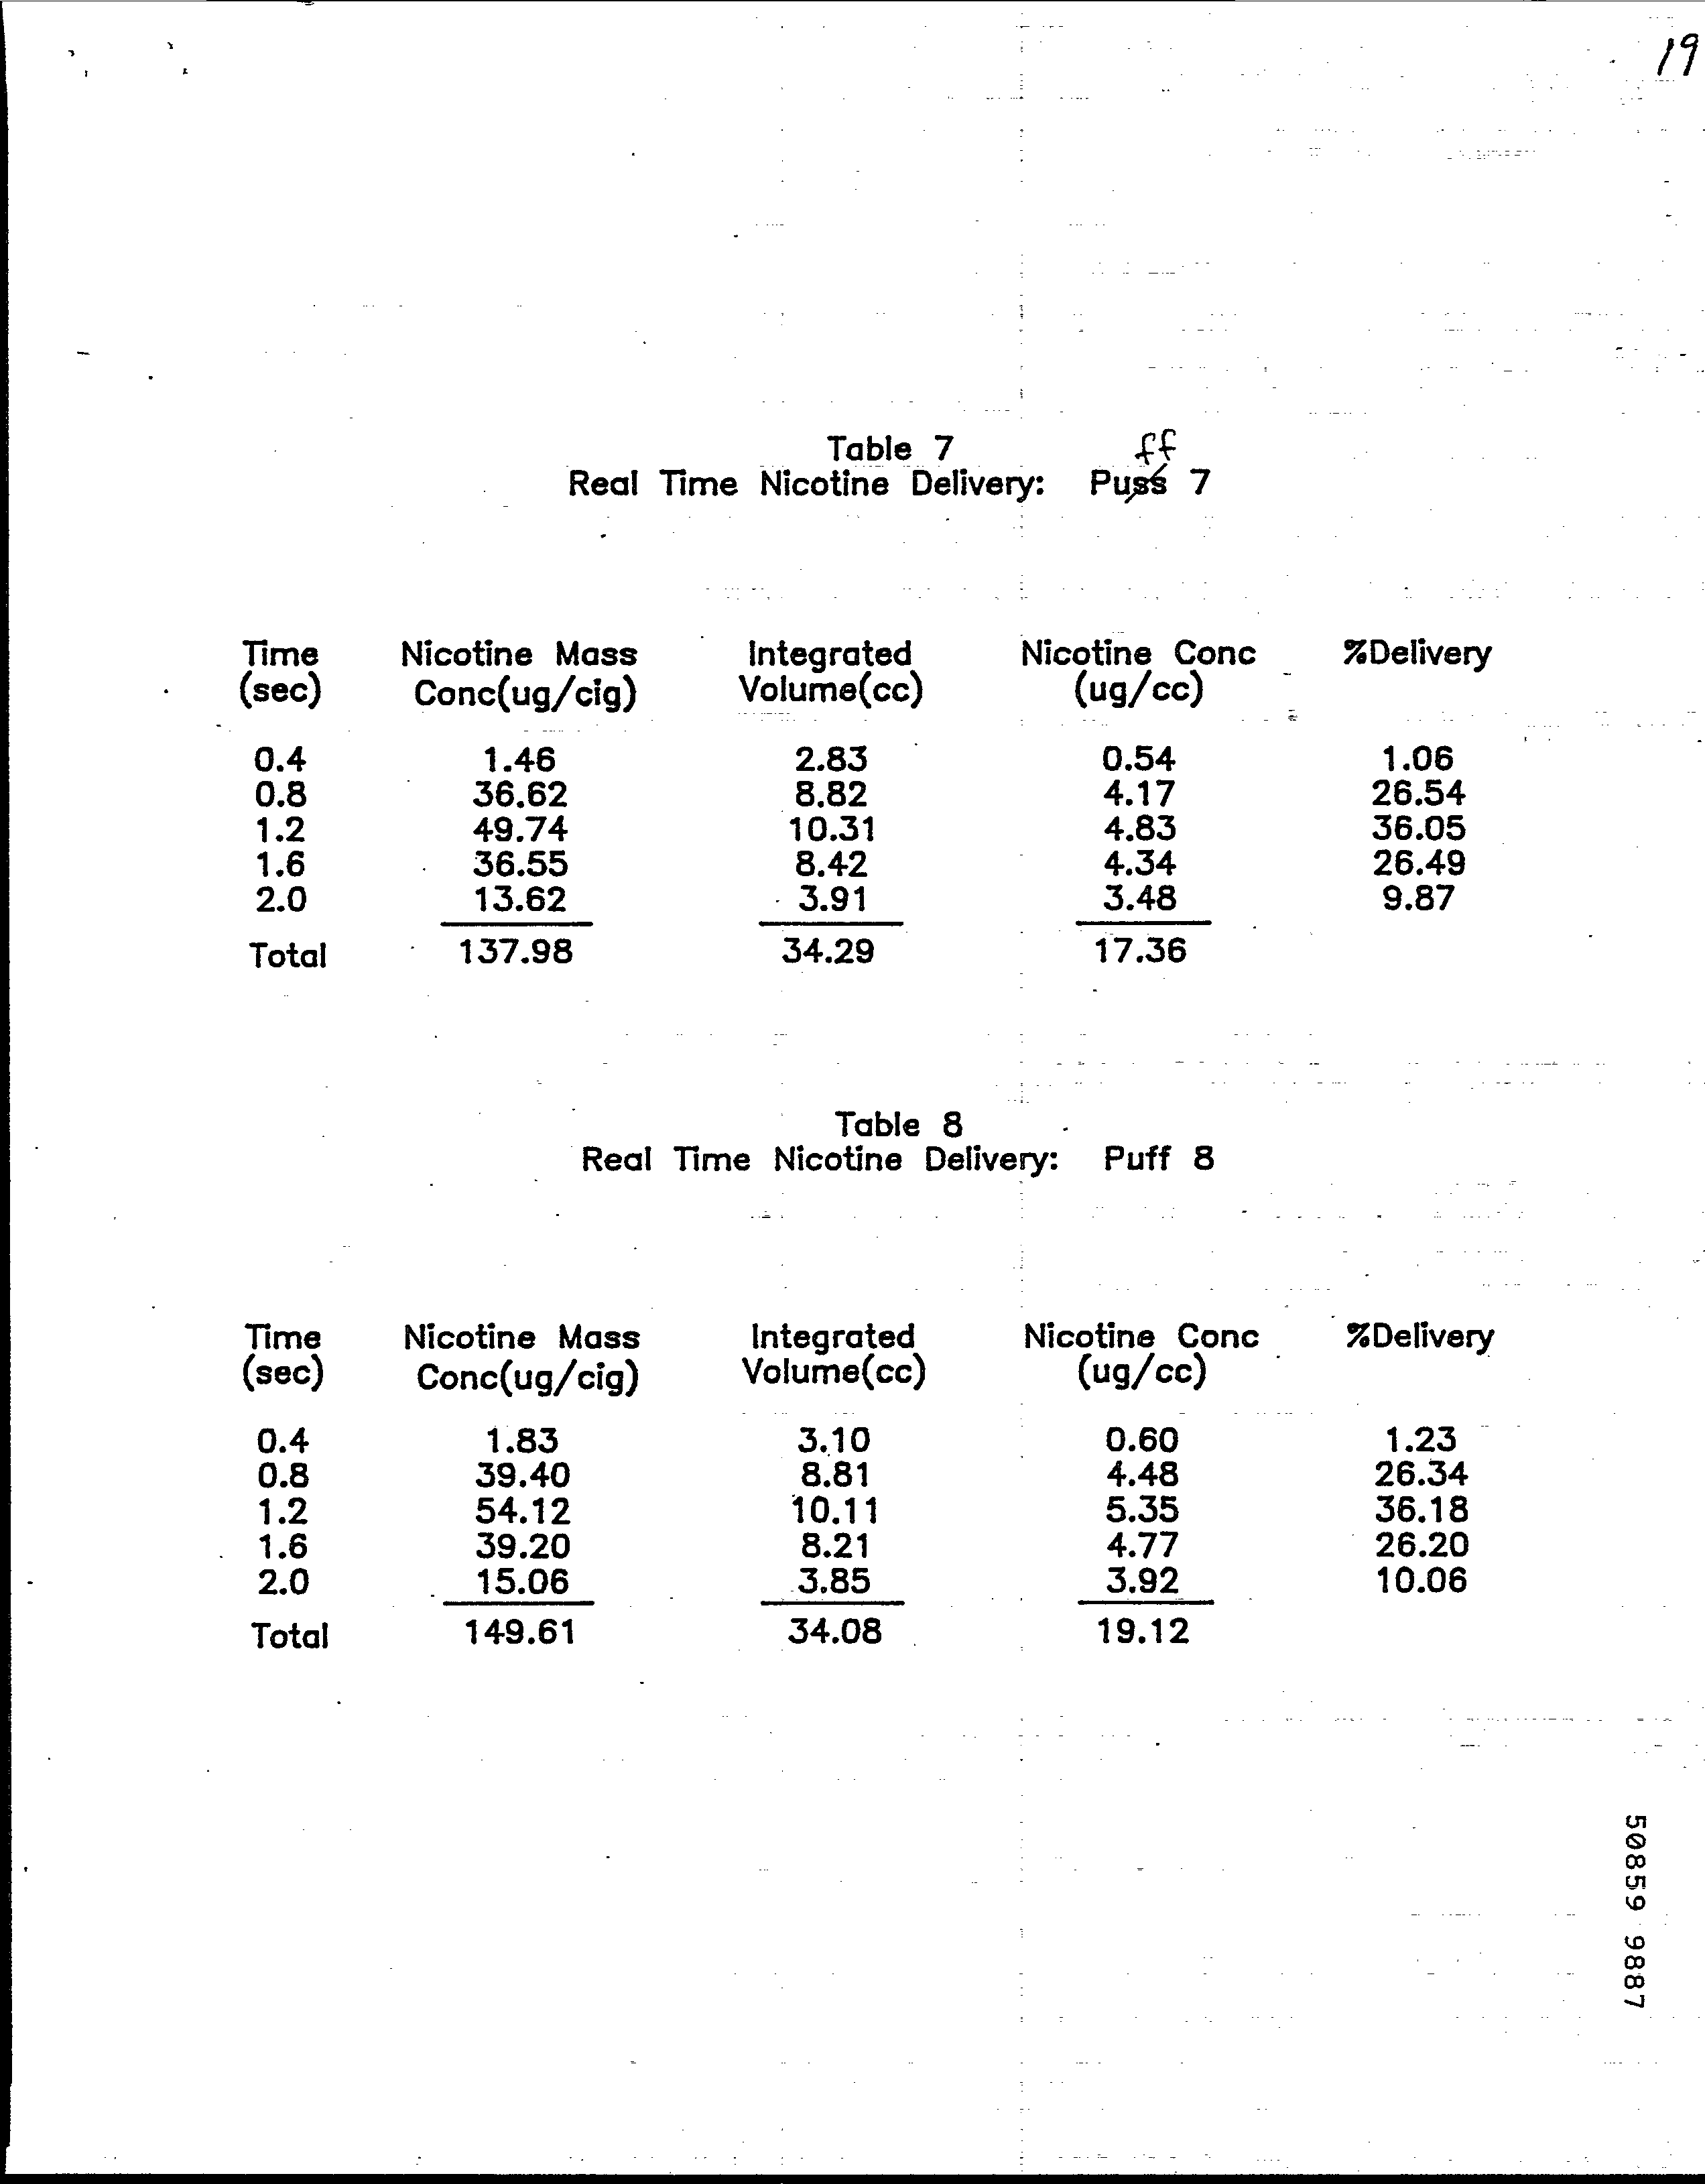 19
Table 7
ff
Real Time Nicotine Delivery: Puss 7
Time Nicotine Mass Integrated Nicotine Conc %Delivery
(sec) Conc(ug/cig) Volume(cc) (ug/cc)
0.4 1.46 2.83 0.54 1.06
0.8 36.62 8.82 4.17 26.54
1.2 49.74 10.31 4.83 36.05
1.6 36.55 8.42 4.34 26.49
2.0 13.62 3.91 3.48 9.87
Total 137.98 34.29 17.36
Table 8
Real Time Nicotine Delivery: Puff 8
Time Nicotine Mass Integrated Nicotine Conc %Delivery
(sec) Conc(ug/cig) Volume(cc) (ug/cc)
0.4 1.83 3.10 0.60 1.23
0.8 39.40 8.81 4.48 26.34
1.2 54.12 10.11 5.35 36.18
1.6 39.20 8.21 4.77 26.20
2.0 15.06 3.85 3.92 10.06
Total 149.61 34.08 19.12
50859 9887